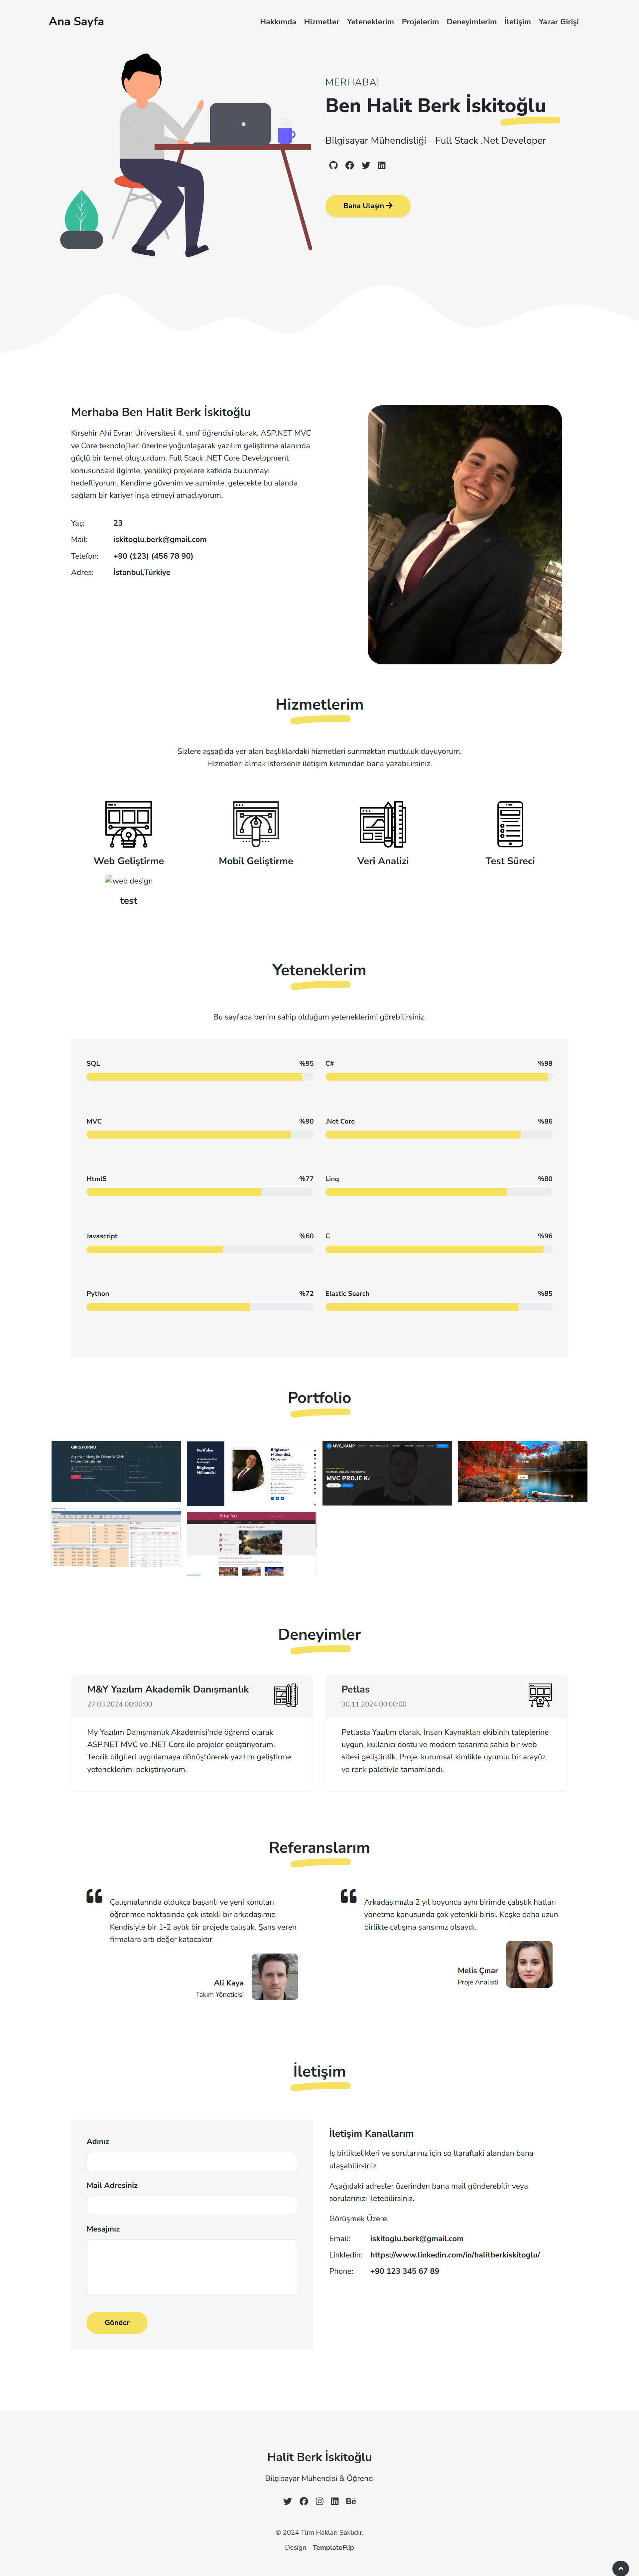 Ana Sayfa
Hakkımda Hizmetler Yeteneklerim Projelerim Deneyimlerim İletişim Yazar Girişi
MERHABA!
Ben Halit Berk İskitoğlu
Bilgisayar Mühendisliği - Full Stack .Net Developer
Bana Ulaşın
Merhaba Ben Halit Berk İskitoğlu
Kırşehir Ahi Evran Üniversitesi 4. sınıf öğrencisi olarak, ASP.NET MVC
ve Core teknolojileri üzerine yoğunlaşarak yazılım geliştirme alanında
güçlü bir temel oluşturdum. Full Stack .NET Core Development
konusundaki ilgimle, yenilikçi projelere katkıda bulunmayı
hedefliyorum. Kendime güvenim ve azmimle, gelecekte bu alanda
sağlam bir kariyer inşa etmeyi amaçlıyorum.
Yaş: 23
Mail: iskitoglu.berk@gmail.com
Telefon: +90 (123) (456 78 90)
Adres: İstanbul,Türkiye
Hizmetlerim
Sizlere aşşağıda yer alan başlıklardaki hizmetleri sunmaktan mutluluk duyuyorum.
Hizmetleri almak isterseniz iletişim kısmından bana yazabilirsiniz.
Web Geliştirme
Mobil Geliştirme
Veri Analizi
Test Süreci
web design
test
Yeteneklerim
Bu sayfada benim sahip olduğum yeteneklerimi görebilirsiniz.
SQL %95
C# %98
MVC %90
.Net Core %86
Html5 %77
Linq %80
Javascript %60
C %96
Python %72
Elastic Search %85
Portfolio
GİRİŞ FORMU
Portfolyo
Bilgisayar
Mühendisi
Bilgisayar
Mühendisi,
Öğrenci
MVC_KAMP
MVC PROJE K
Easy Trip
Deneyimler
M&Y Yazılım Akademik Danışmanlık
27.03.2024 00:00:00
My Yazılım Danışmanlık Akademisi'nde öğrenci olarak
ASP.NET MVC ve .NET Core ile projeler geliştiriyorum.
Teorik bilgileri uygulamaya dönüştürerek yazılım geliştirme
yeteneklerimi pekiştiriyorum.
Petlas
30.11.2024 00:00:00
Petlasta Yazılım olarak, İnsan Kaynakları ekibinin taleplerine
uygun, kullanıcı dostu ve modern tasarıma sahip bir web
sitesi geliştirdik. Proje, kurumsal kimlikle uyumlu bir arayüz
ve renk paletiyle tamamlandı.
Referanslarım
Çalışmalarında oldukça başarılı ve yeni konuları
öğrenmee noktasında çok istekli bir arkadaşımız.
Kendisiyle bir 1-2 aylık bir projede çalıştık. Şans veren
firmalara artı değer katacaktır
Ali Kaya
Takım Yöneticisi
Arkadaşımızla 2 yıl boyunca aynı birimde çalıştık hatları
yönetme konusunda çok yetenkli birisi. Keşke daha uzun
birlikte çalışma şansımız olsaydı.
Melis Çınar
Proje Analisti
İletişim
Adınız
Mail Adresiniz
Mesajınız
Gönder
İletişim Kanallarım
İş birliktelikleri ve sorularınız için so ltaraftaki alandan bana
ulaşabilirsiniz
Aşağıdaki adresler üzerinden bana mail gönderebilir veya
sorularınızı iletebilirsiniz.
Görüşmek Üzere
Email: iskitoglu.berk@gmail.com
Linkledin: https://www.linkedin.com/in/halitberkiskitoglu/
Phone: +90 123 345 67 89
Halit Berk İskitoğlu
Bilgisayar Mühendisi & Öğrenci
© 2024 Tüm Hakları Saklıdır.
Design - TemplateFlip